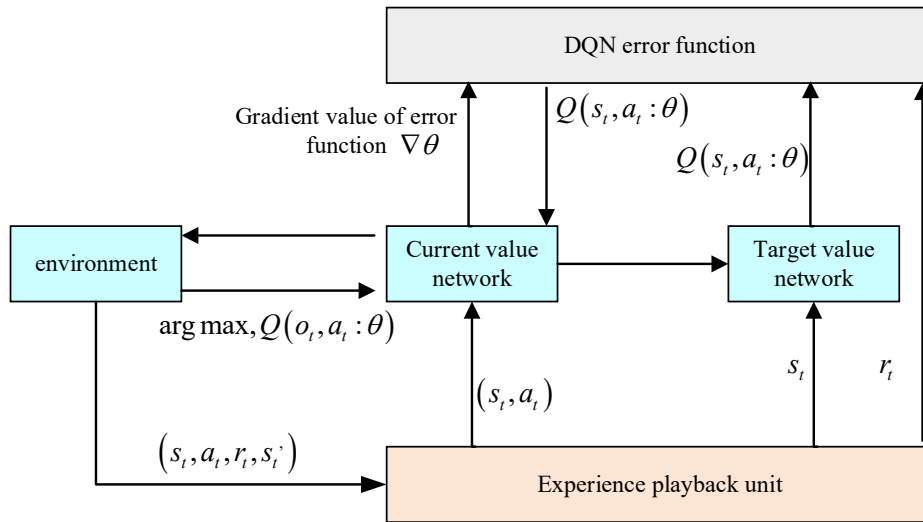 DQN error function
Gradient value of error
function ∇θ
Q(s_t, a_t : θ)
Q(s_t, a_t : θ)
environment
Current value
network
Target value
network
arg max, Q(o_t, a_t : θ)
(s_t, a_t)
s_t
r_t
(s_t, a_t, r_t, s_t')
Experience playback unit